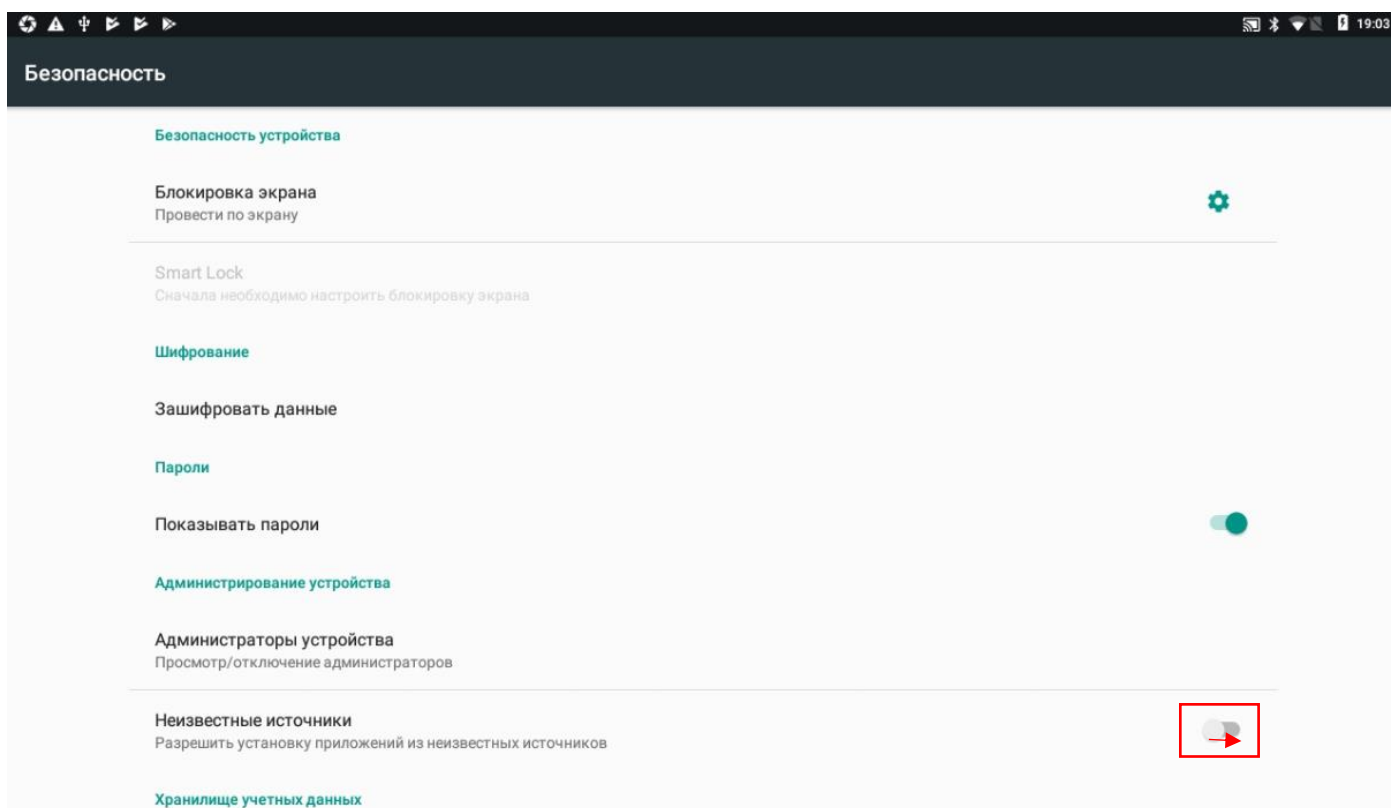 19:03
Безопасность
Безопасность устройства
Блокировка экрана
Провести по экрану
Smart Lock
Сначала необходимо настроить блокировку экрана
Шифрование
Зашифровать данные
Пароли
Показывать пароли
Администрирование устройства
Администраторы устройства
Просмотр/отключение администраторов
Неизвестные источники
Разрешить установку приложений из неизвестных источников
Хранилище учетных данных